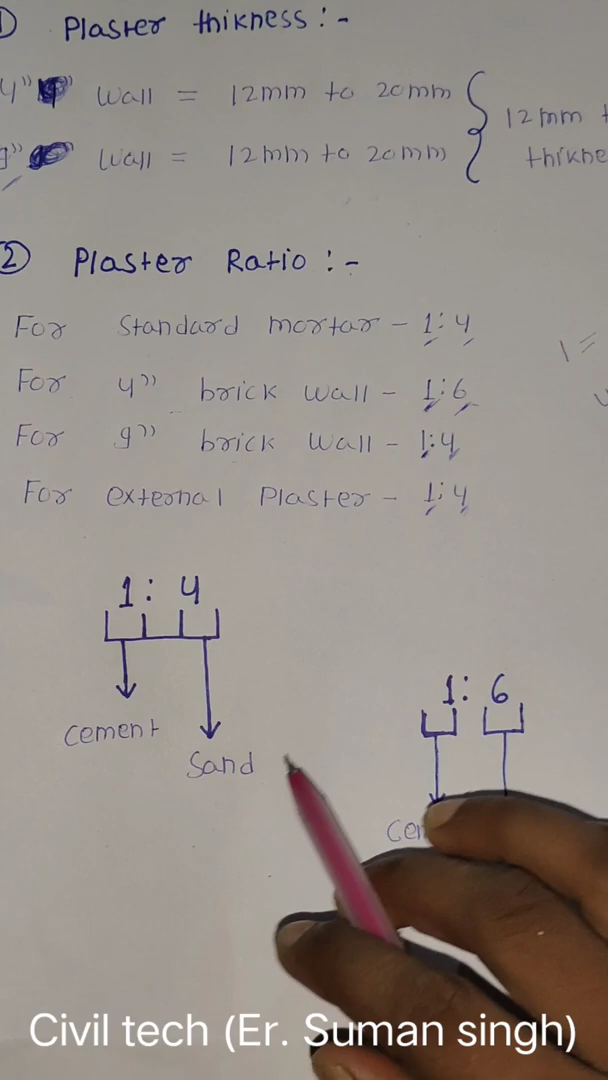 ① Plaster thikness :-
4" wall = 12mm to 20mm
9" wall = 12mm to 20mm
12mm
② Plaster Ratio :-
For Standard mortar - 1:4
For 4" brick wall - 1:6
For 9" brick wall - 1:4
For external Plaster - 1:4
1 =
1 : 4
cement
Sand
1 : 6
Civil tech (Er. Suman singh)